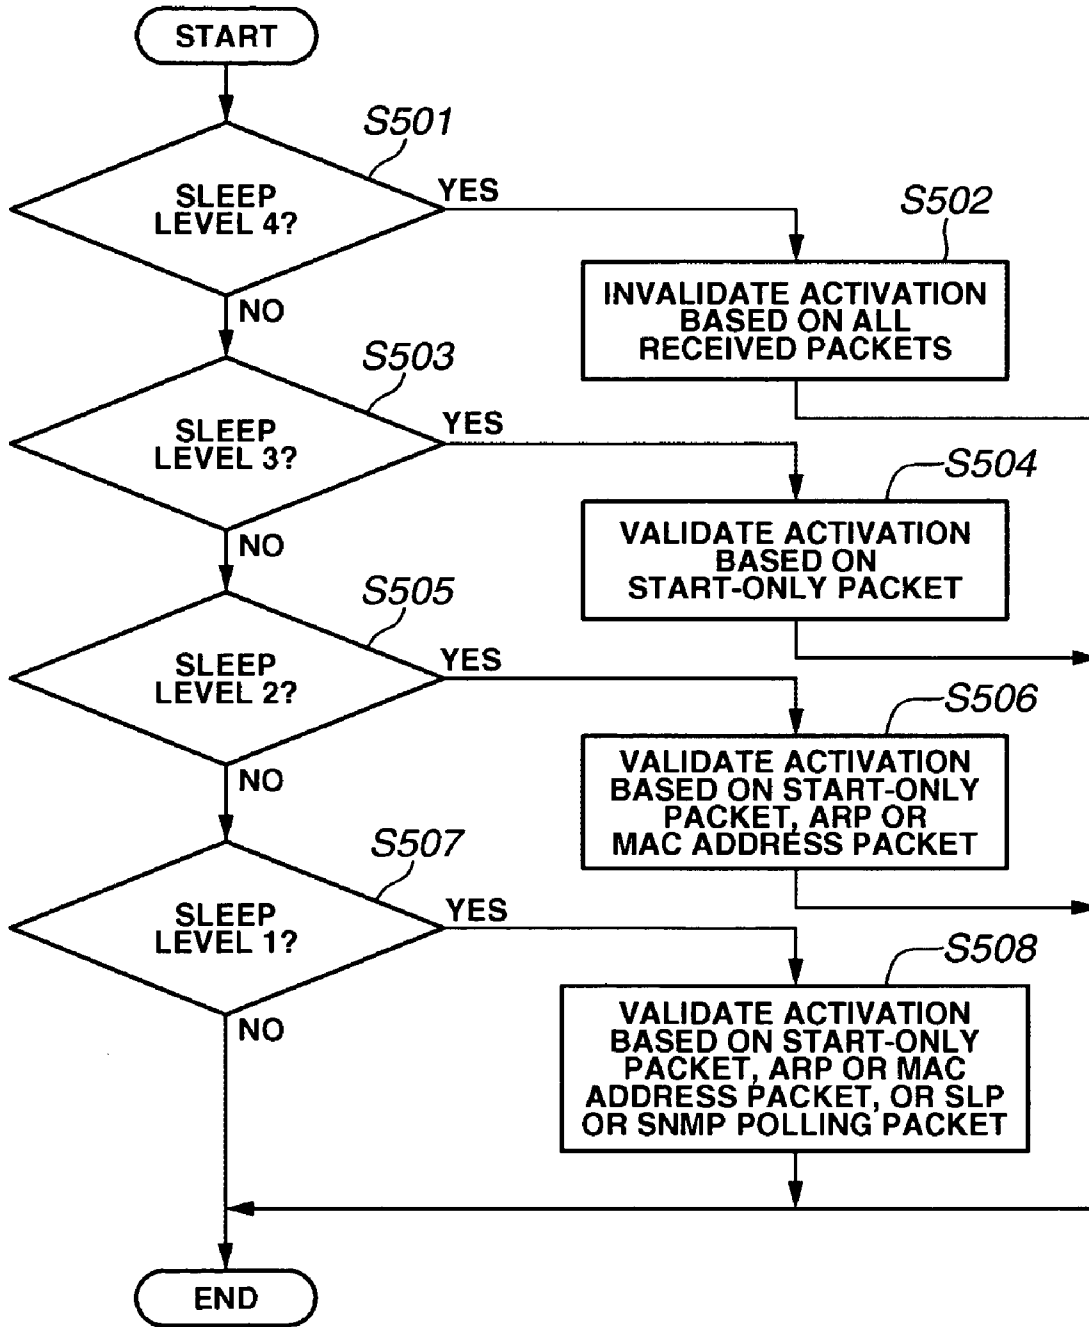 START
S501
SLEEP
LEVEL 4?
YES
NO
S502
INVALIDATE ACTIVATION
BASED ON ALL
RECEIVED PACKETS
S503
SLEEP
LEVEL 3?
YES
NO
S504
VALIDATE ACTIVATION
BASED ON
START-ONLY PACKET
S505
SLEEP
LEVEL 2?
YES
NO
S506
VALIDATE ACTIVATION
BASED ON START-ONLY
PACKET, ARP OR
MAC ADDRESS PACKET
S507
SLEEP
LEVEL 1?
YES
NO
S508
VALIDATE ACTIVATION
BASED ON START-ONLY
PACKET, ARP OR MAC
ADDRESS PACKET, OR SLP
OR SNMP POLLING PACKET
END